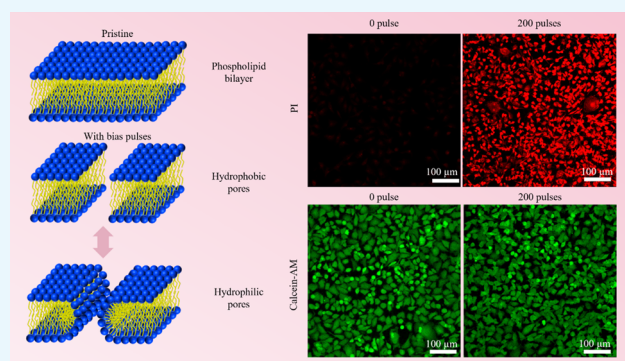 Pristine
Phospholipid
bilayer
With bias pulses
Hydrophobic
pores
Hydrophilic
pores
0 pulse
200 pulses
PI
100 μm
100 μm
0 pulse
200 pulses
Calcein-AM
100 μm
100 μm